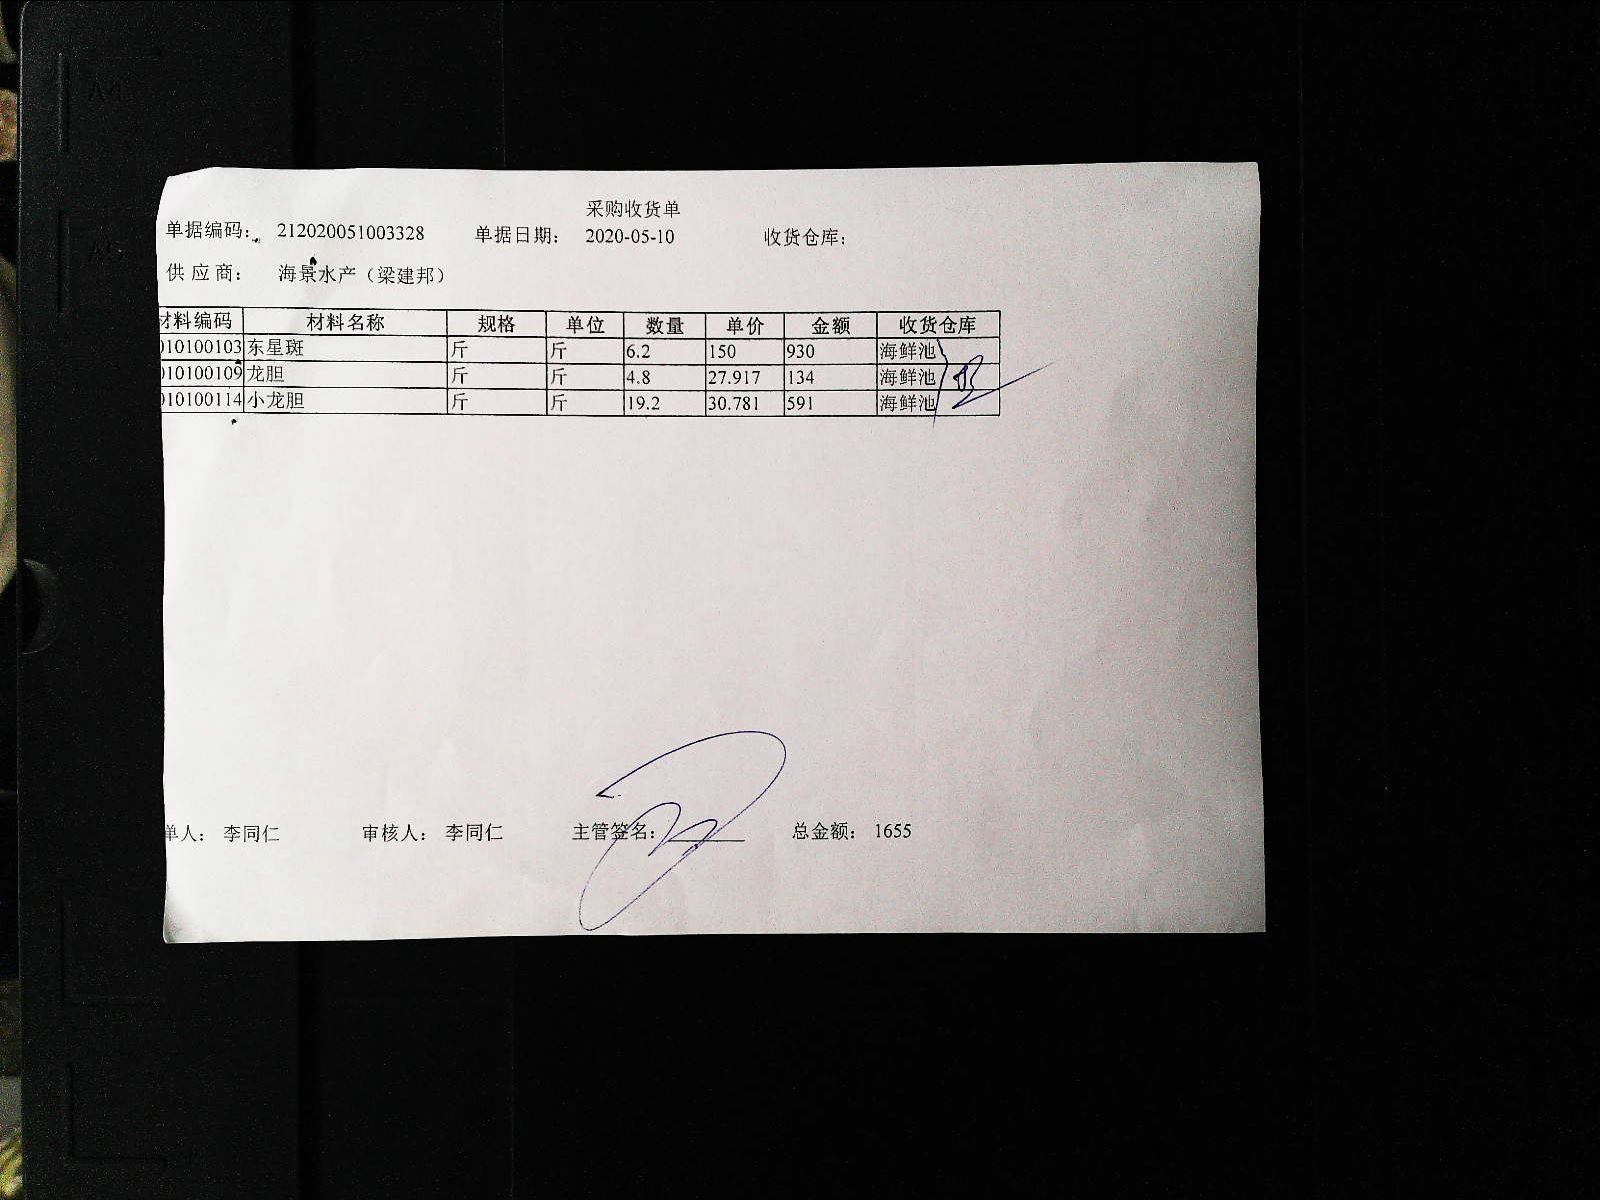 采购收货单
单据编码： 212020051003328 单据日期： 2020-05-10 收货仓库：
供应商： 海景水产（梁建邦）
材料编码 材料名称 规格 单位 数量 单价 金额 收货仓库
010100103 东星斑 斤 斤 6.2 150 930 海鲜池
010100109 龙胆 斤 斤 4.8 27.917 134 海鲜池
010100114 小龙胆 斤 斤 19.2 30.781 591 海鲜池
单人： 李同仁 审核人： 李同仁 主管签名： 总金额： 1655